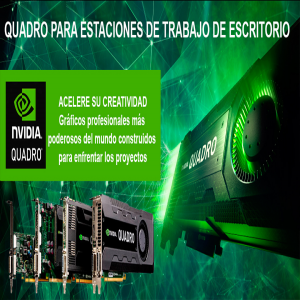 QUADRO PARA ESTACIONES DE TRABAJO DE ESCRITORIO
ACELERE SU CREATIVIDAD
Gráficos profesionales más
poderosos del mundo construidos
para enfrentar los proyectos
NVIDIA
QUADRO
NVIDIA QUADRO
QUADRO